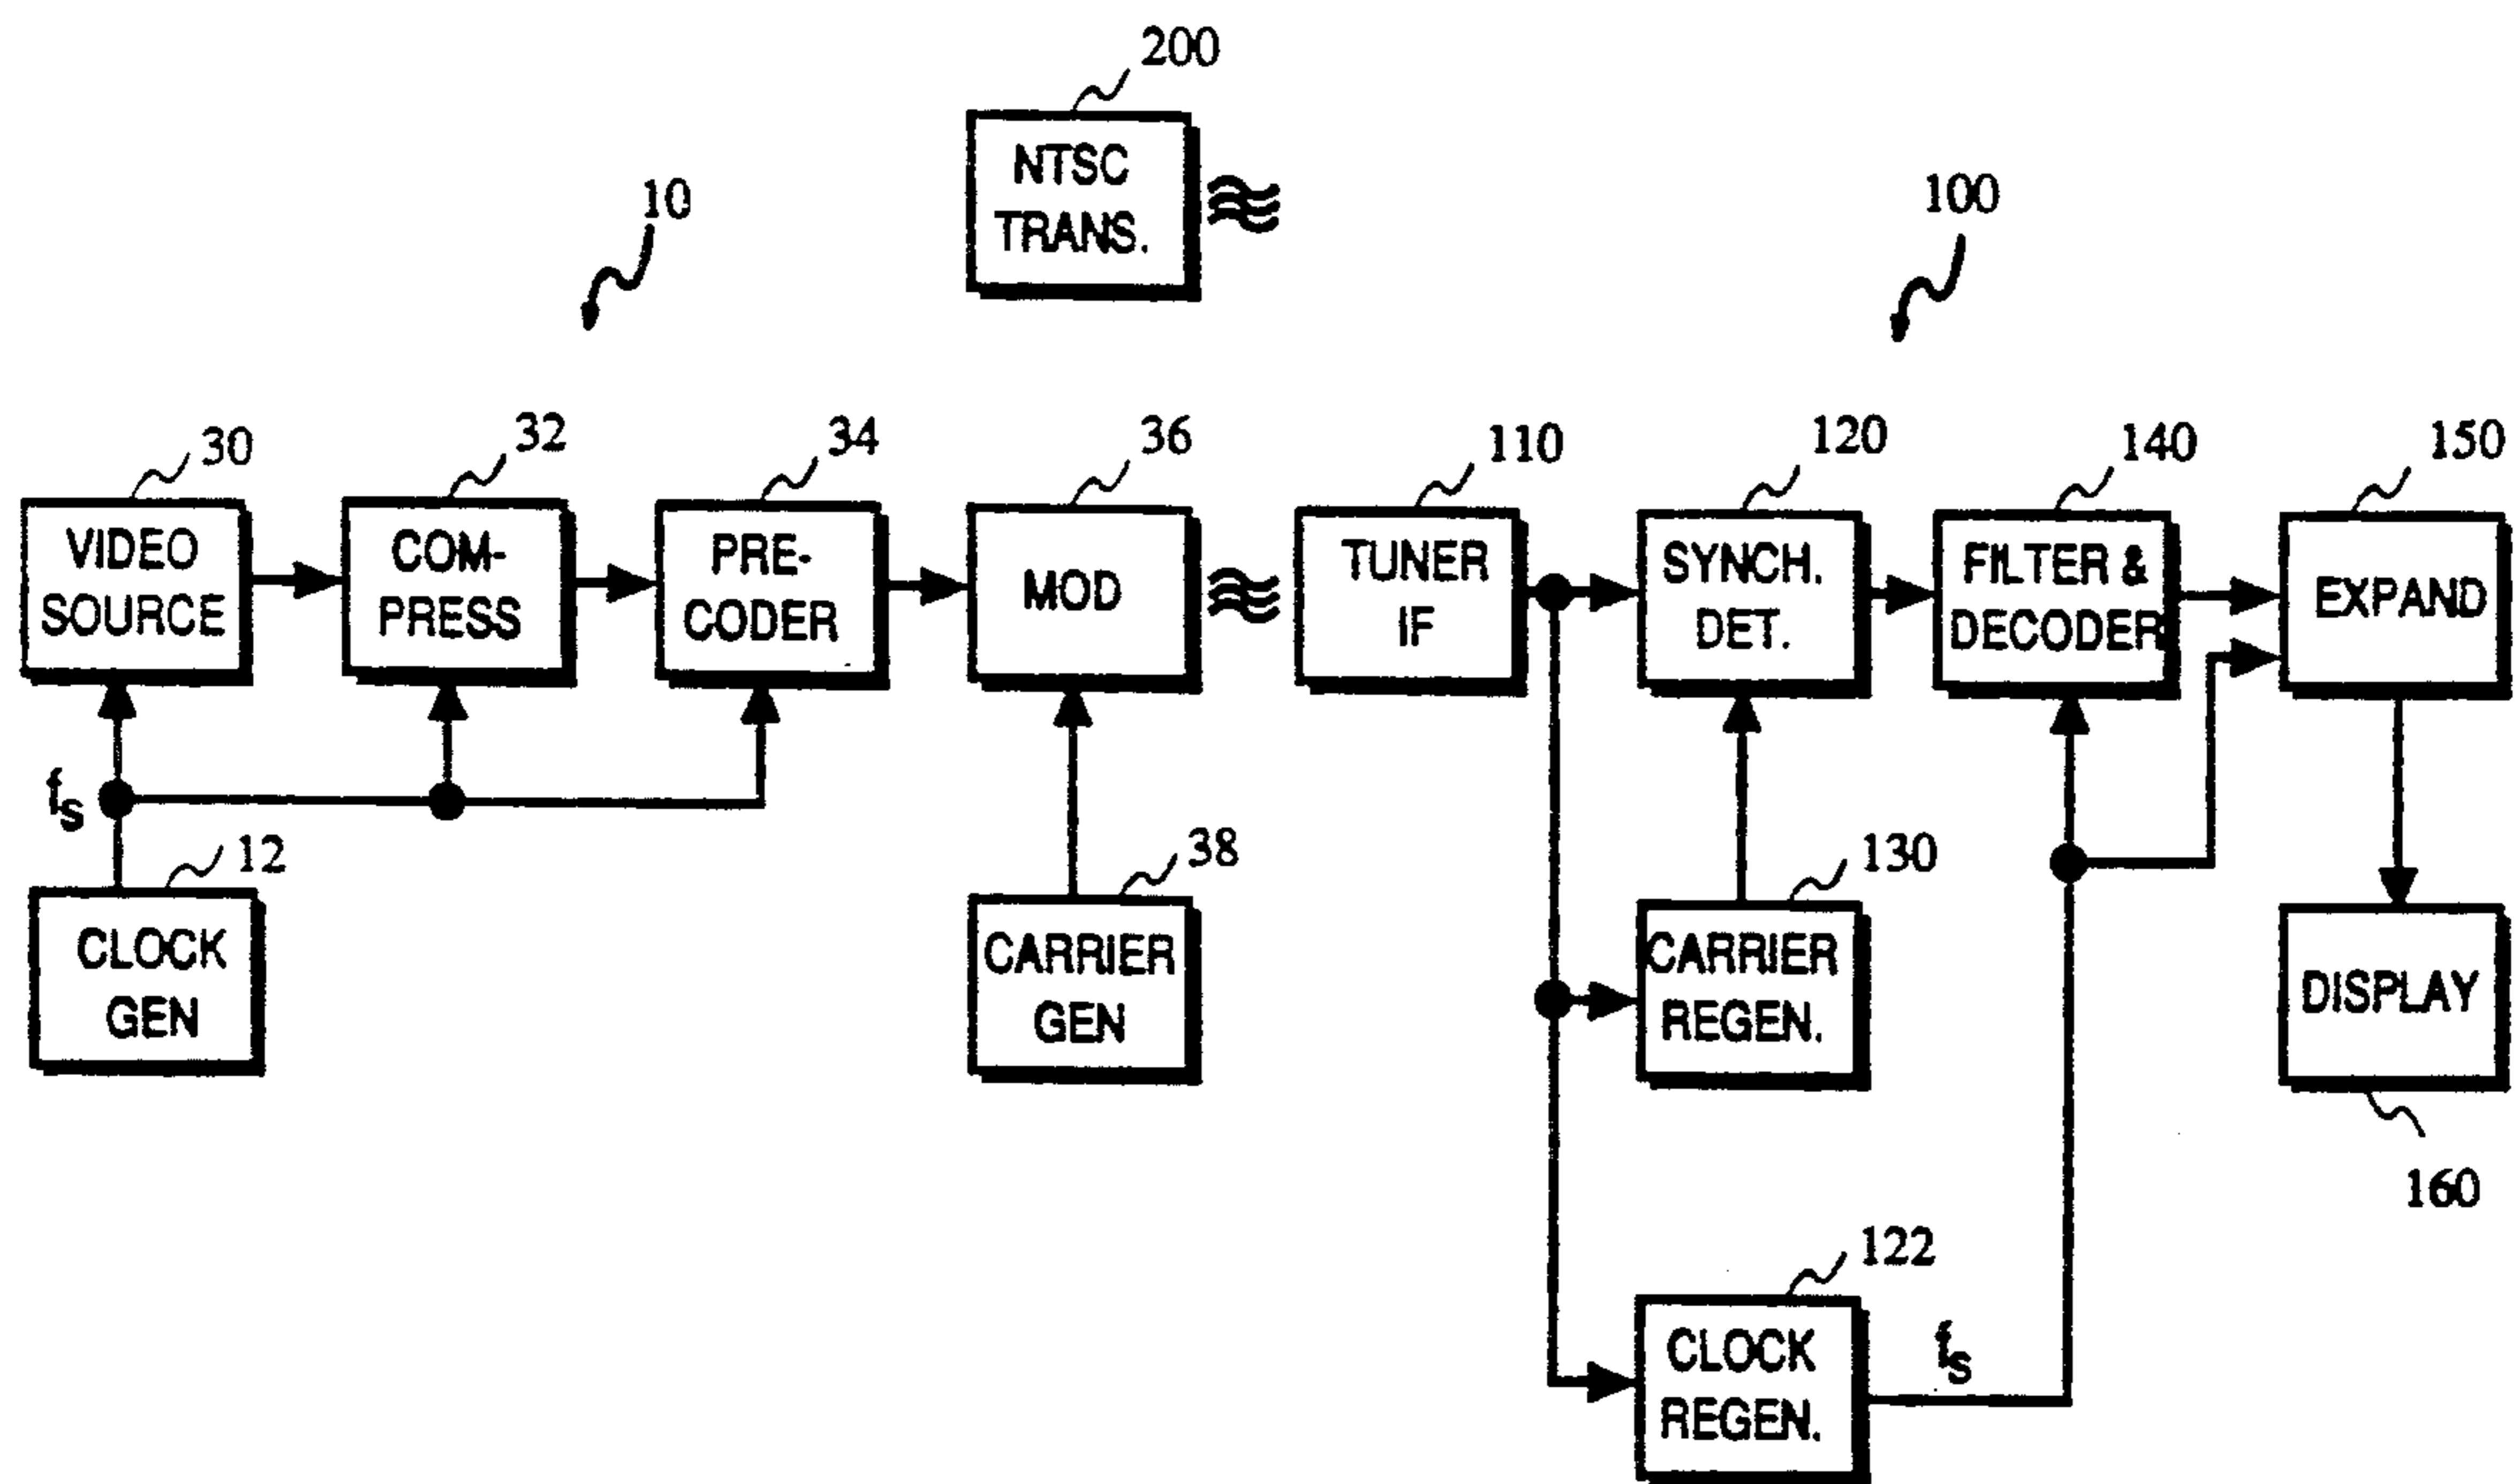 200
NTSC
TRANS.
10
100
30
32
34
36
110
120
140
150
VIDEO
SOURCE
COM-
PRESS
PRE-
CODER
MOD
TUNER
IF
SYNCH.
DET.
FILTER &
DECODER
EXPAND
fs
12
CLOCK
GEN
38
CARRIER
GEN
130
CARRIER
REGEN.
DISPLAY
160
122
CLOCK
REGEN.
fs